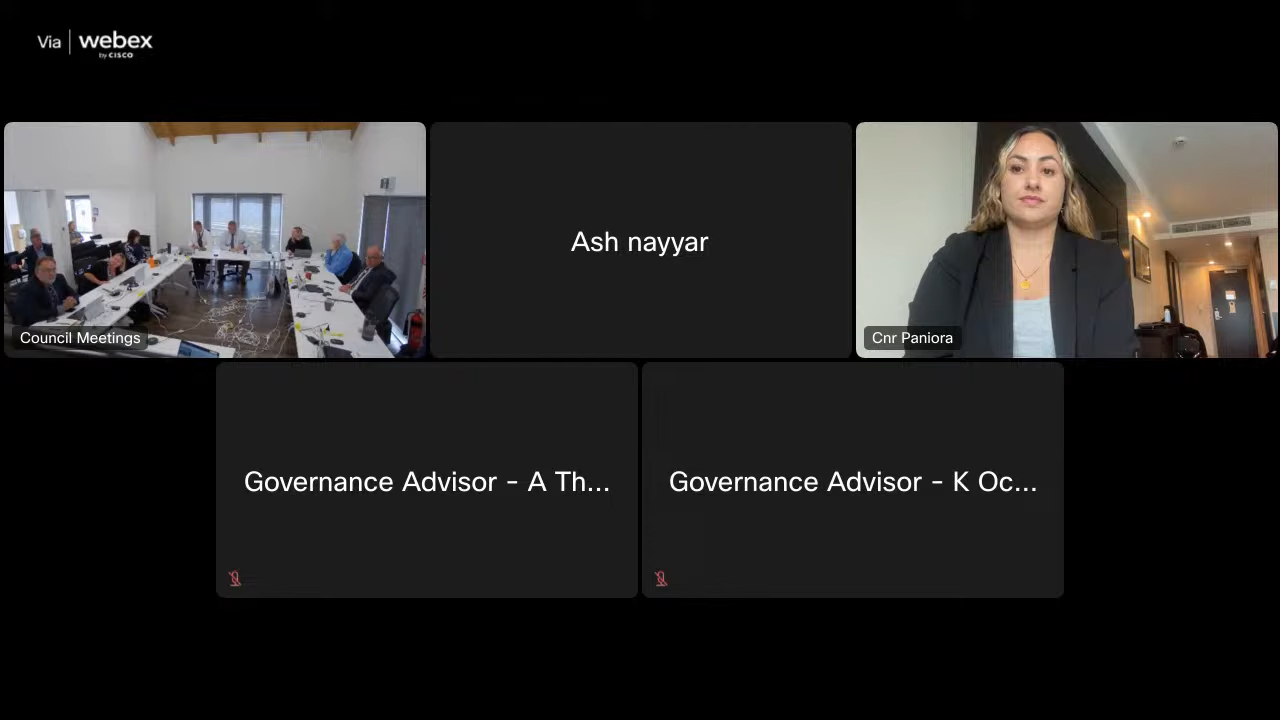 Via webex
by CISCO
Council Meetings
Ash nayyar
Cnr Paniora
Governance Advisor - A Th...
Governance Advisor - K Oc...